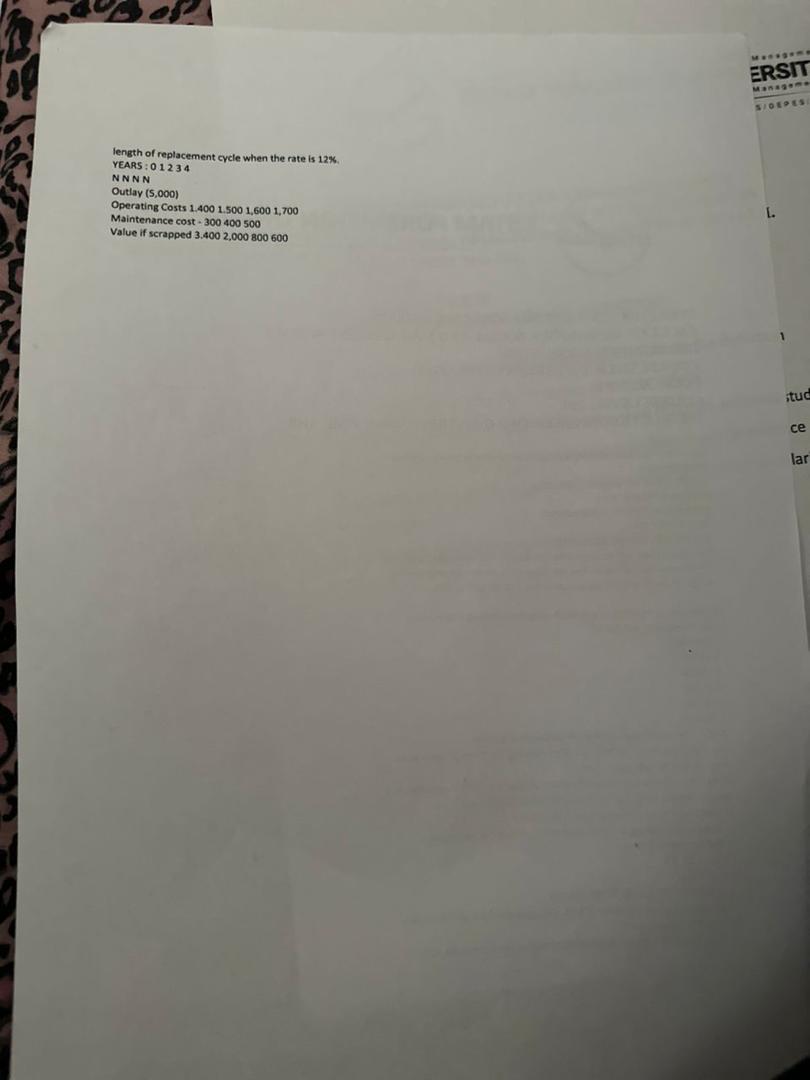 length of replacement cycle when the rate is 12%.
YEARS : 0 1 2 3 4
N N N N
Outlay (5,000)
Operating Costs 1.400 1.500 1,600 1,700
Maintenance cost - 300 400 500
Value if scrapped 3.400 2,000 800 600
Manageme
ERSIT
Manageme
S/DEPES/
stud
ce
lar